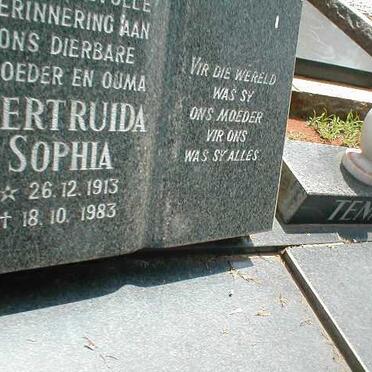 ERINNERING AAN
ONS DIERBARE
OEDER EN OUMA
ERTRUIDA
SOPHIA
☆ 26.12.1913
† 18.10.1983
VIR DIE WERELD
WAS SY
ONS MOEDER
VIR ONS
WAS SY ALLES
TEN